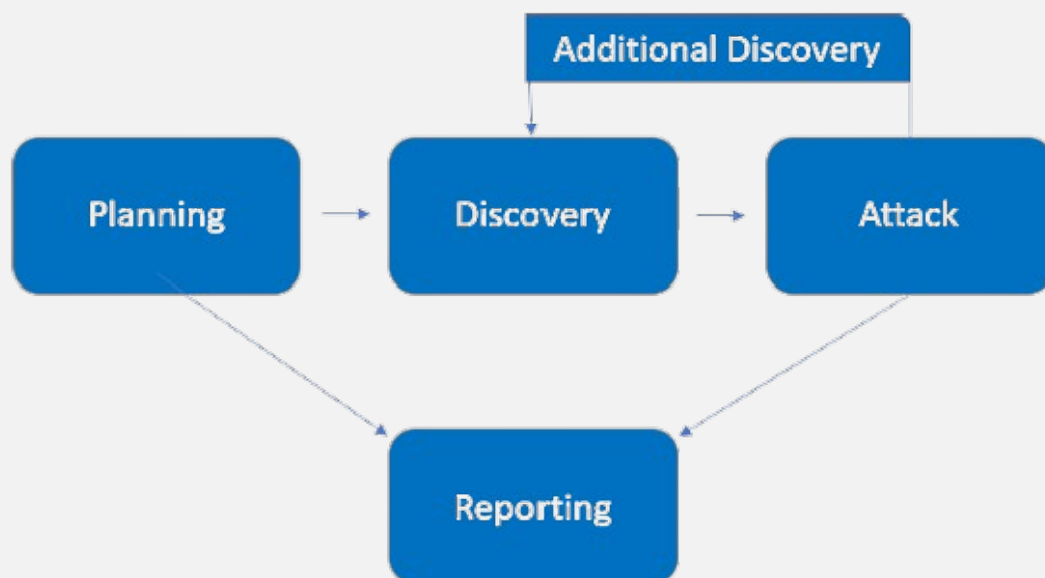 Additional Discovery
Planning
Discovery
Attack
Reporting